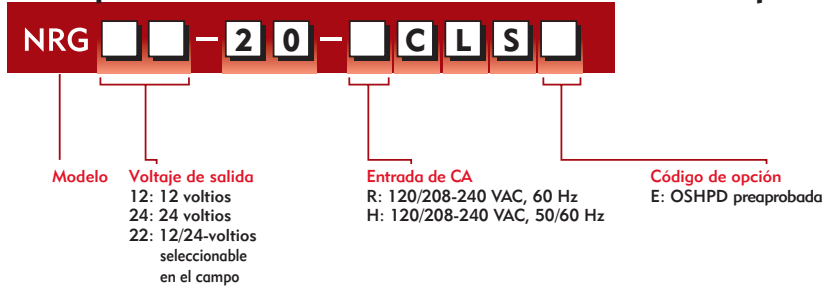 NRG - 2 0 - C L S
Modelo
Voltaje de salida
12: 12 voltios
24: 24 voltios
22: 12/24-voltios
seleccionable
en el campo
Entrada de CA
R: 120/208-240 VAC, 60 Hz
H: 120/208-240 VAC, 50/60 Hz
Código de opción
E: OSHPD preaprobada